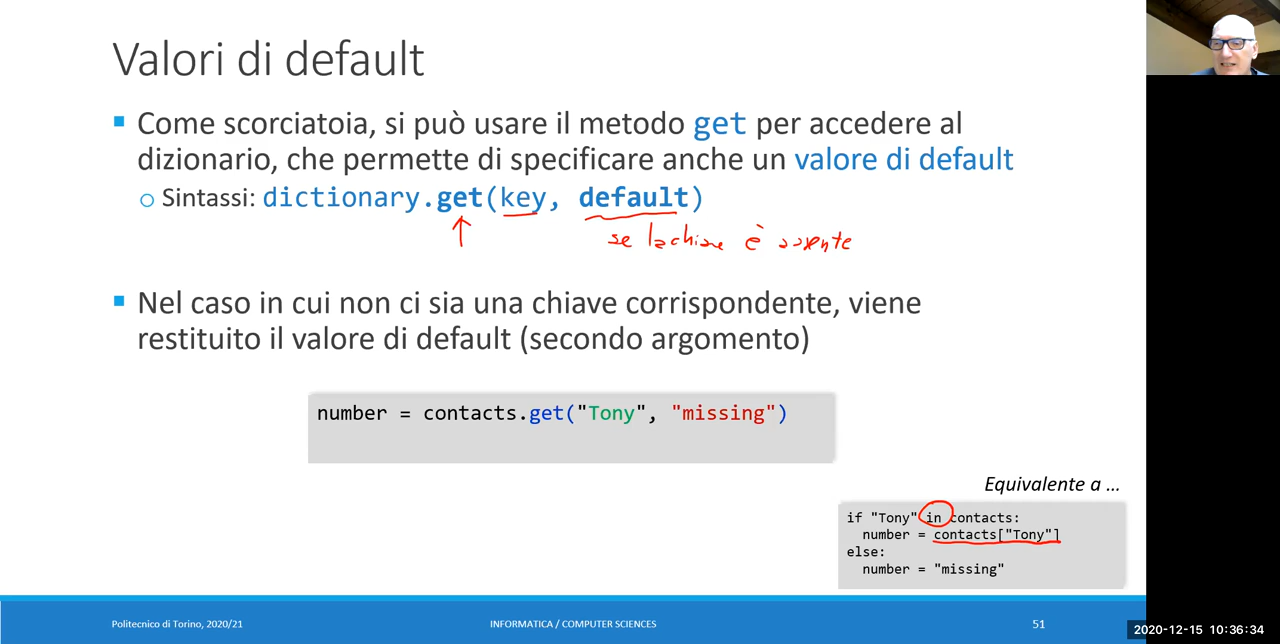 Valori di default
Come scorciatoia, si può usare il metodo get per accedere al
dizionario, che permette di specificare anche un valore di default
Sintassi: dictionary.get(key, default)
se la chiave è assente
Nel caso in cui non ci sia una chiave corrispondente, viene
restituito il valore di default (secondo argomento)
number = contacts.get("Tony", "missing")
Equivalente a …
if "Tony" in contacts:
number = contacts["Tony"]
else:
number = "missing"
Politecnico di Torino, 2020/21
INFORMATICA / COMPUTER SCIENCES
51
2020-12-15 10:36:34